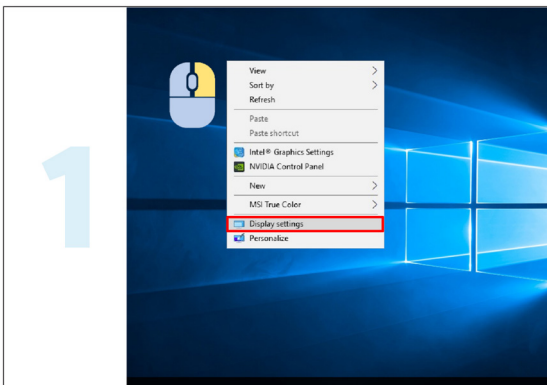 1
View
Sort by
Refresh
Paste
Paste shortcut
Intel® Graphics Settings
NVIDIA Control Panel
New
MSI True Color
Display settings
Personalize